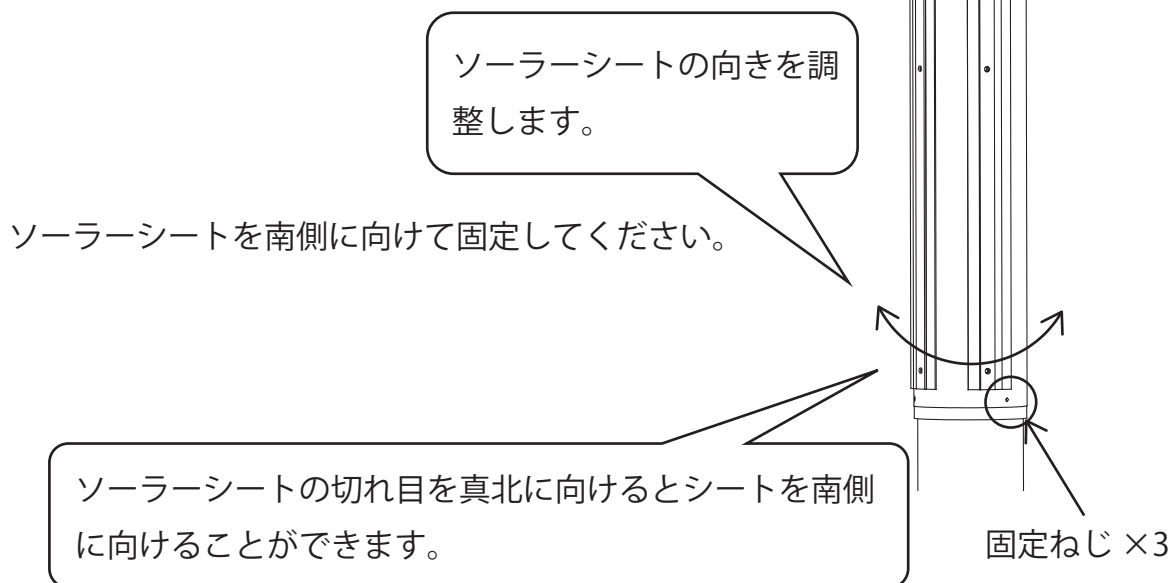 ソーラーシートの向きを調
整します。
ソーラーシートを南側に向けて固定してください。
ソーラーシートの切れ目を真北に向けるとシートを南側
に向けることができます。
固定ねじ ×3